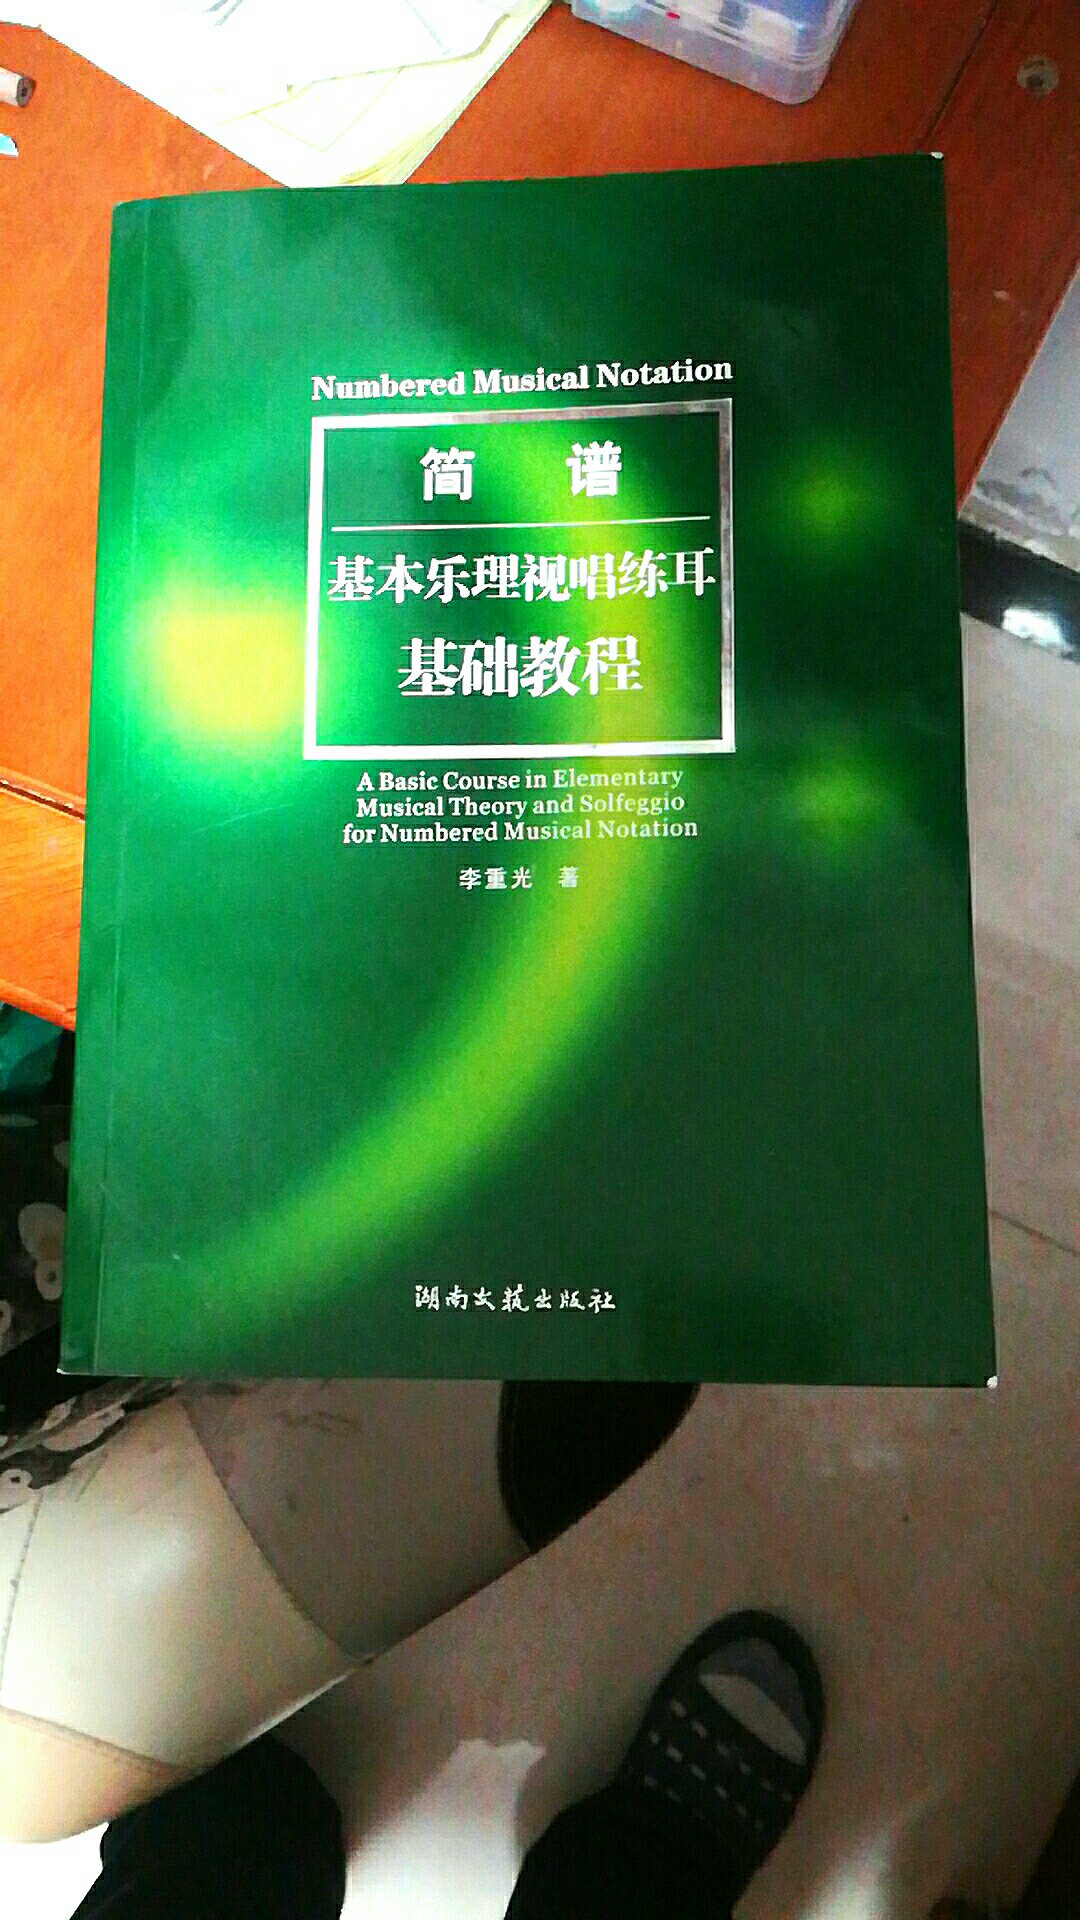 Numbered Musical Notation
简 谱
基本乐理视唱练耳
基础教程
A Basic Course in Elementary
Musical Theory and Solfeggio
for Numbered Musical Notation
李重光 著
湖南文艺出版社